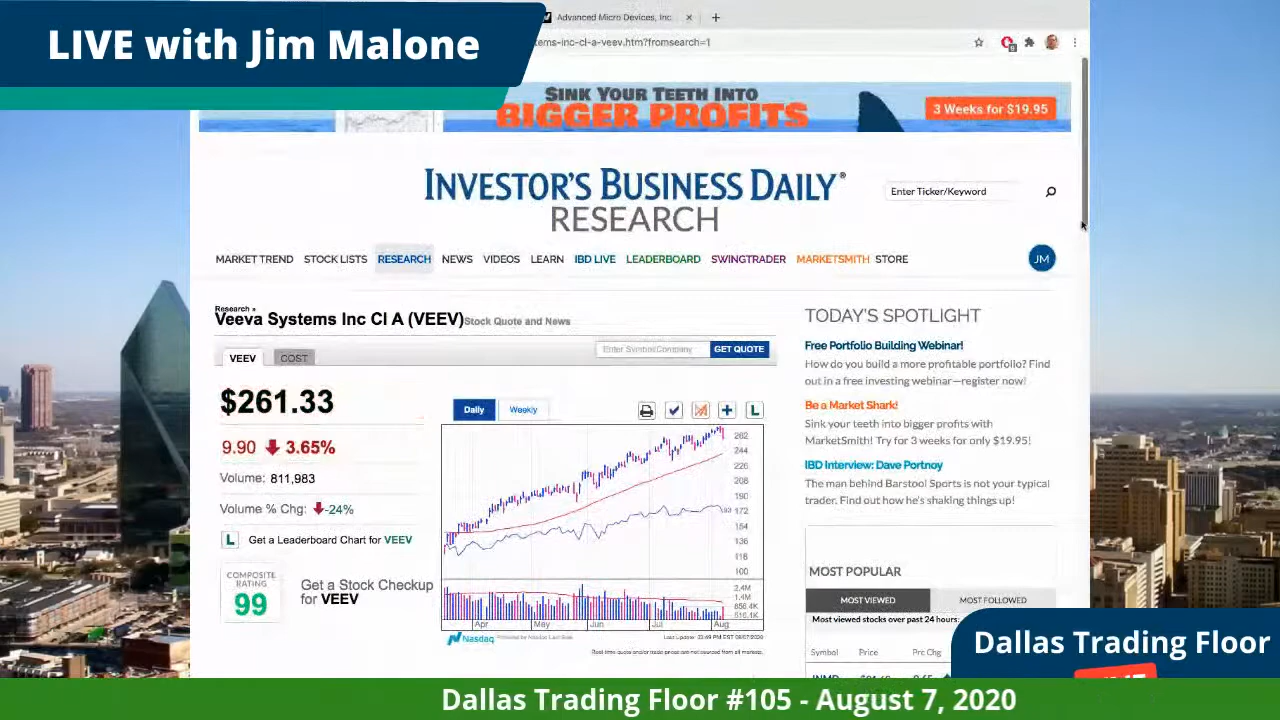 LIVE with Jim Malone
Advanced Micro Devices, Inc.
tems-inc-cl-a-veev.htm?fromsearch=1
SINK YOUR TEETH INTO
BIGGER PROFITS
3 Weeks for $19.95
INVESTOR'S BUSINESS DAILY®
RESEARCH
Enter Ticker/Keyword
MARKET TREND STOCK LISTS RESEARCH NEWS VIDEOS LEARN IBD LIVE LEADERBOARD SWINGTRADER MARKETSMITH STORE
JM
Research »
Veeva Systems Inc Cl A (VEEV) Stock Quote and News
Enter Symbol/Company
GET QUOTE
VEEV
COST
$261.33
9.90 3.65%
Volume: 811,983
Volume % Chg: -24%
L Get a Leaderboard Chart for VEEV
COMPOSITE
RATING
99
Get a Stock Checkup
for VEEV
Daily
Weekly
L
262
244
226
208
190
172
154
136
118
100
2.4M
1.4M
Apr May Jun Jul Aug
Nasdaq
TODAY'S SPOTLIGHT
Free Portfolio Building Webinar!
How do you build a more profitable portfolio? Find
out in a free investing webinar—register now!
Be a Market Shark!
Sink your teeth into bigger profits with
MarketSmith! Try for 3 weeks for only $19.95!
IBD Interview: Dave Portnoy
The man behind Barstool Sports is not your typical
trader. Find out how he's shaking things up!
MOST POPULAR
MOST VIEWED
MOST FOLLOWED
Most viewed stocks over past 24 hours:
Symbol Price Prc Chg
Dallas Trading Floor
Dallas Trading Floor #105 - August 7, 2020